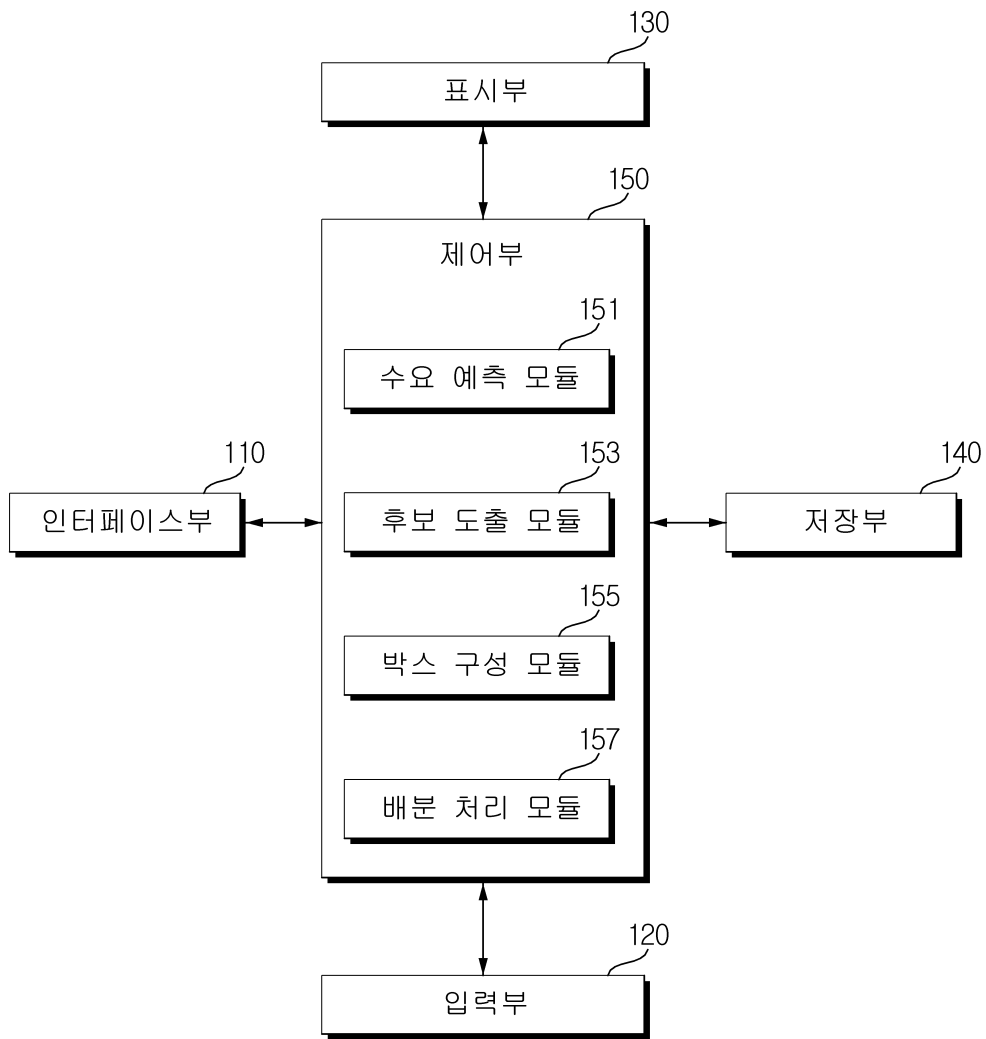 130
표시부
150
제어부
151
수요 예측 모듈
110
인터페이스부
153
후보 도출 모듈
140
저장부
155
박스 구성 모듈
157
배분 처리 모듈
120
입력부